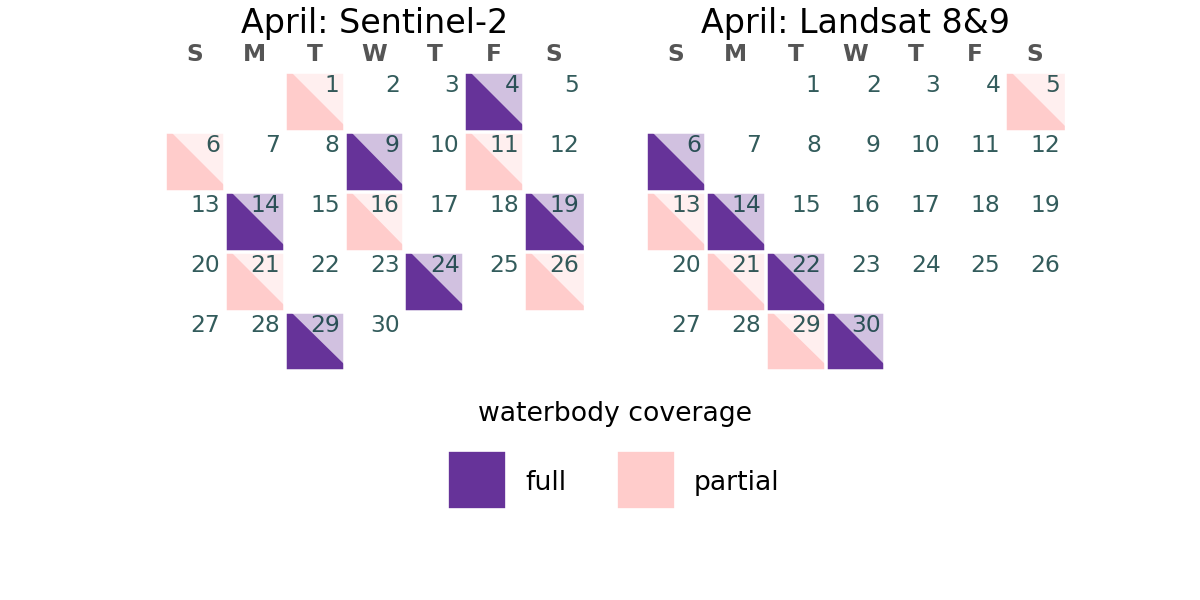 April: Sentinel-2
S M T W T F S
1 2 3 4 5
6 7 8 9 10 11 12
13 14 15 16 17 18 19
20 21 22 23 24 25 26
27 28 29 30
April: Landsat 8&9
S M T W T F S
1 2 3 4 5
6 7 8 9 10 11 12
13 14 15 16 17 18 19
20 21 22 23 24 25 26
27 28 29 30
waterbody coverage
full partial